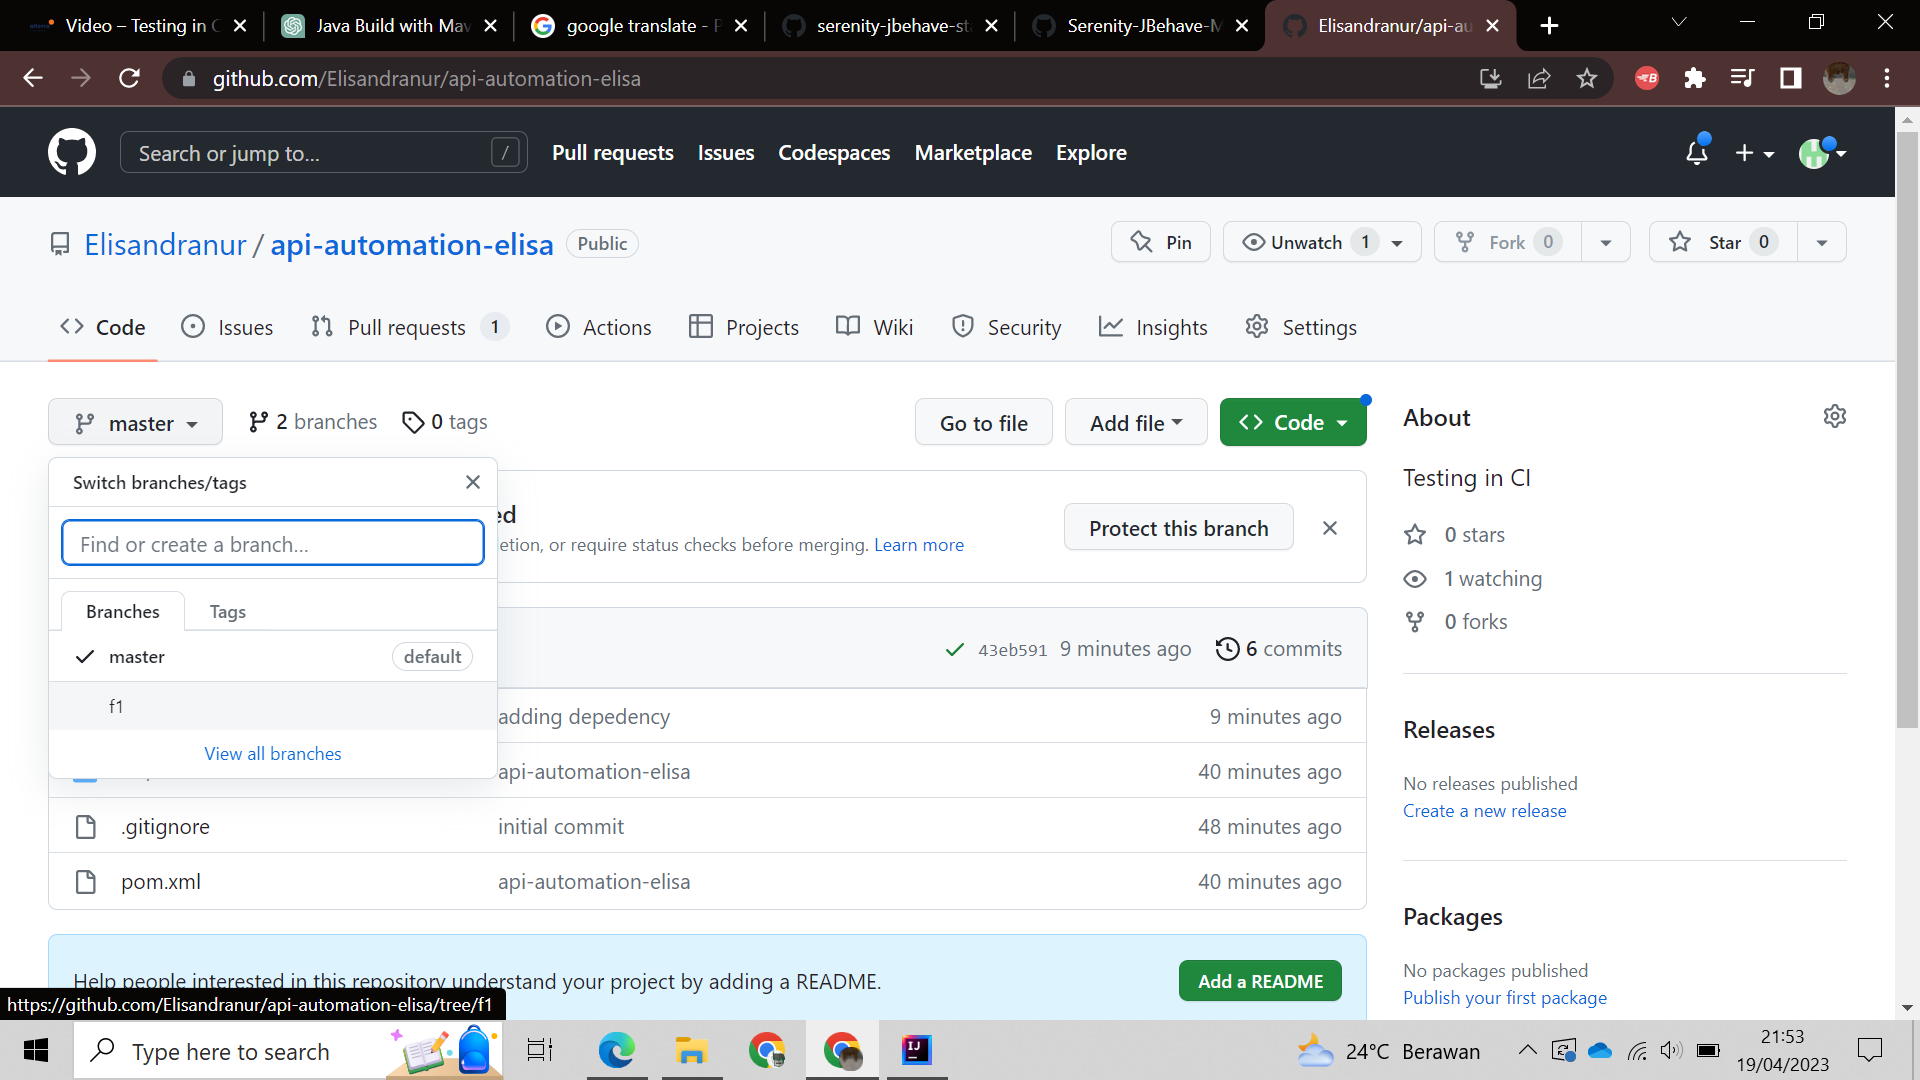 Video – Testing in C
Java Build with Mav
google translate - P
serenity-jbehave-sta
Serenity-JBehave-M
Elisandranur/api-au
github.com/Elisandranur/api-automation-elisa
Search or jump to...
/
Pull requests
Issues
Codespaces
Marketplace
Explore
Elisandranur / api-automation-elisa
Public
Pin
Unwatch 1
Fork 0
Star 0
Code
Issues
Pull requests 1
Actions
Projects
Wiki
Security
Insights
Settings
master
2 branches
0 tags
Go to file
Add file
Code
Switch branches/tags
Find or create a branch...
Branches
Tags
master
default
f1
View all branches
ed
etion, or require status checks before merging. Learn more
Protect this branch
43eb591 9 minutes ago
6 commits
adding depedency
9 minutes ago
api-automation-elisa
40 minutes ago
.gitignore
initial commit
48 minutes ago
pom.xml
api-automation-elisa
40 minutes ago
Help people interested in this repository understand your project by adding a README.
Add a README
About
Testing in CI
0 stars
1 watching
0 forks
Releases
No releases published
Create a new release
Packages
No packages published
Publish your first package
https://github.com/Elisandranur/api-automation-elisa/tree/f1
Type here to search
IJ
24°C Berawan
21:53
19/04/2023